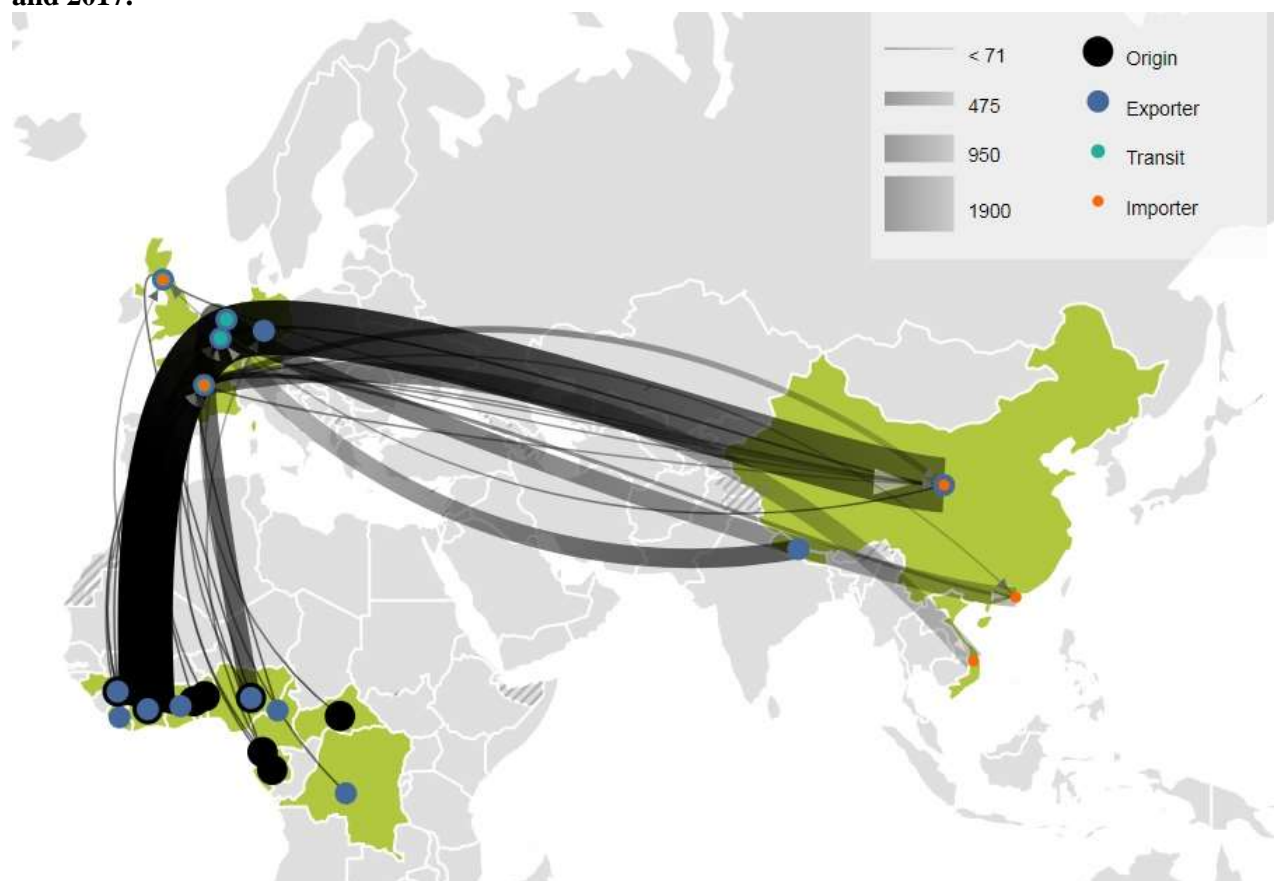 and 2017.
< 71 Origin
475 Exporter
950 Transit
1900 Importer